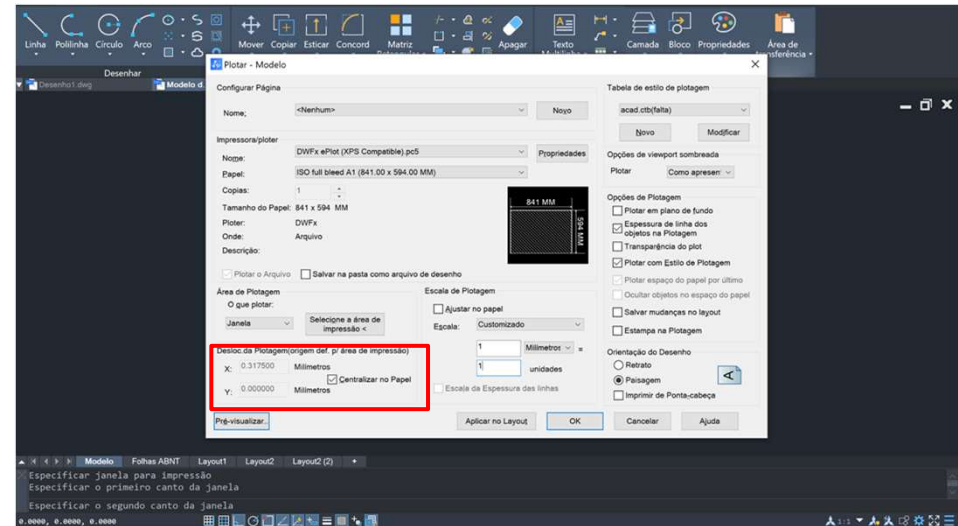 Linha Polilinha Círculo Arco
Mover Copiar Esticar Concord
Matriz
Apagar
Texto
Camada Bloco Propriedades
Área de
Desenhar
Desenho1.dwg
Modelo d
Plotar - Modelo
Configurar Página
Nome;
<Nenhum>
Novo
Impressora/ploter
Nome:
DWFx ePlot (XPS Compatible).pc5
Propriedades
Papel:
ISO full bleed A1 (841.00 x 594.00 MM)
Copias:
1
Tamanho do Papel: 841 x 594 MM
Ploter:
DWFx
Onde:
Arquivo
Descrição:
841 MM
594 MM
Plotar o Arquivo
Salvar na pasta como arquivo de desenho
Área de Plotagem
O que plotar:
Janela
Selecione a área de
impressão <
Escala de Plotagem
Ajustar no papel
Escala:
Customizado
1
Milimetros
=
1
unidades
Escala da Espessura das linhas
Desloc.da Plotagem(origem def. p/ área de impressão)
X:
0.317500
Milimetros
Centralizar no Papel
Y:
0.000000
Milimetros
Pré-visualizar..
Aplicar no Layout
OK
Cancelar
Ajuda
Tabela de estilo de plotagem
acad.ctb(falta)
Novo
Modificar
Opções de viewport sombreada
Plotar
Como apresen
Opções de Plotagem
Plotar em plano de fundo
Espessura de linha dos
objetos na Plotagem
Transparência do plot
Plotar com Estilo de Plotagem
Plotar espaço do papel por último
Ocultar objetos no espaço do papel
Salvar mudanças no layout
Estampa na Plotagem
Orientação do Desenho
Retrato
Paisagem
A
Imprimir de Ponta-cabeça
Modelo Folhas ABNT Layout1 Layout2 Layout2 (2) +
Especificar janela para impressão
Especificar o primeiro canto da janela
Especificar o segundo canto da janela
0.0000, 0.0000, 0.0000
1:1